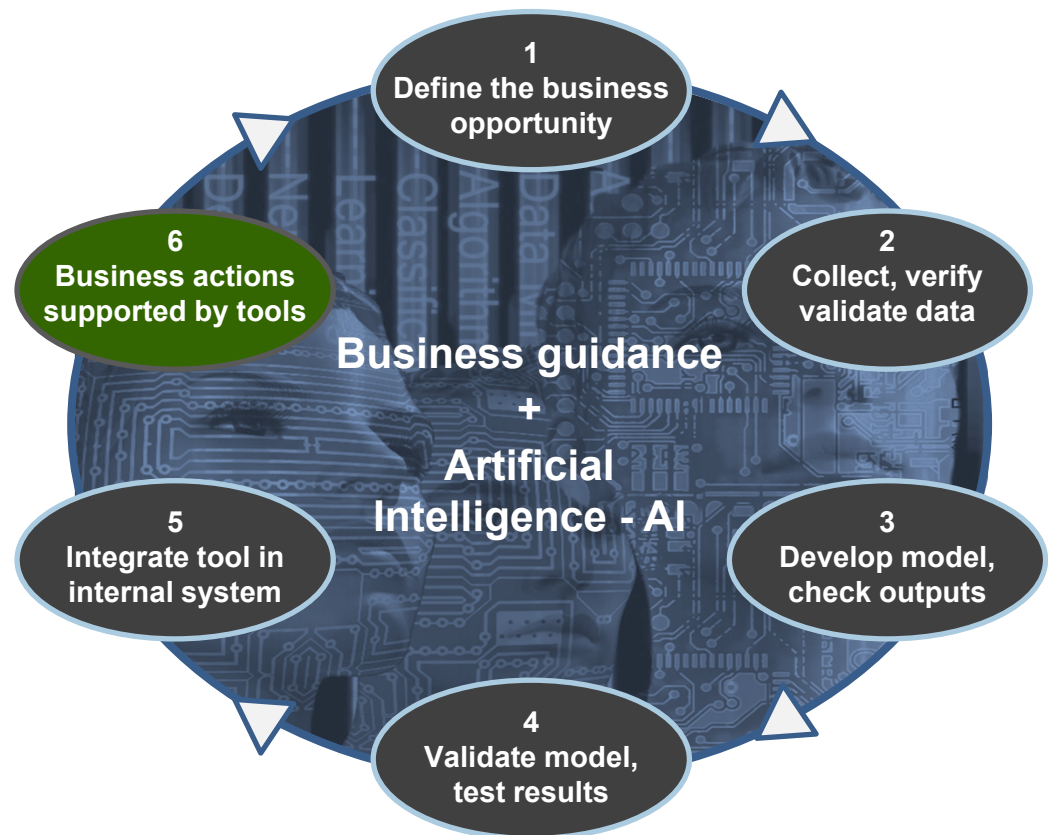 1
Define the business
opportunity
2
Collect, verify
validate data
3
Develop model,
check outputs
4
Validate model,
test results
5
Integrate tool in
internal system
6
Business actions
supported by tools
Business guidance
+
Artificial
Intelligence - AI
Data